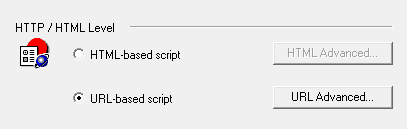 HTTP / HTML Level
HTML-based script
HTML Advanced...
URL-based script
URL Advanced...